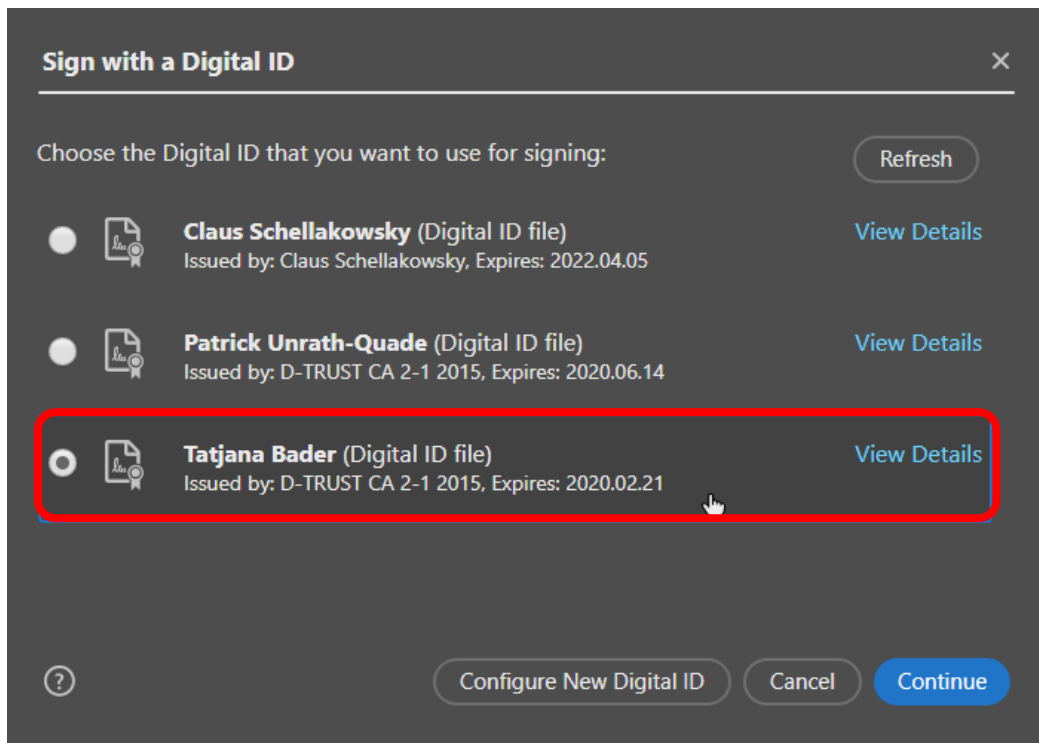 Sign with a Digital ID
Choose the Digital ID that you want to use for signing:
Refresh
Claus Schellakowsky (Digital ID file)
View Details
Issued by: Claus Schellakowsky, Expires: 2022.04.05
Patrick Unrath-Quade (Digital ID file)
View Details
Issued by: D-TRUST CA 2-1 2015, Expires: 2020.06.14
Tatjana Bader (Digital ID file)
View Details
Issued by: D-TRUST CA 2-1 2015, Expires: 2020.02.21
?
Configure New Digital ID
Cancel
Continue